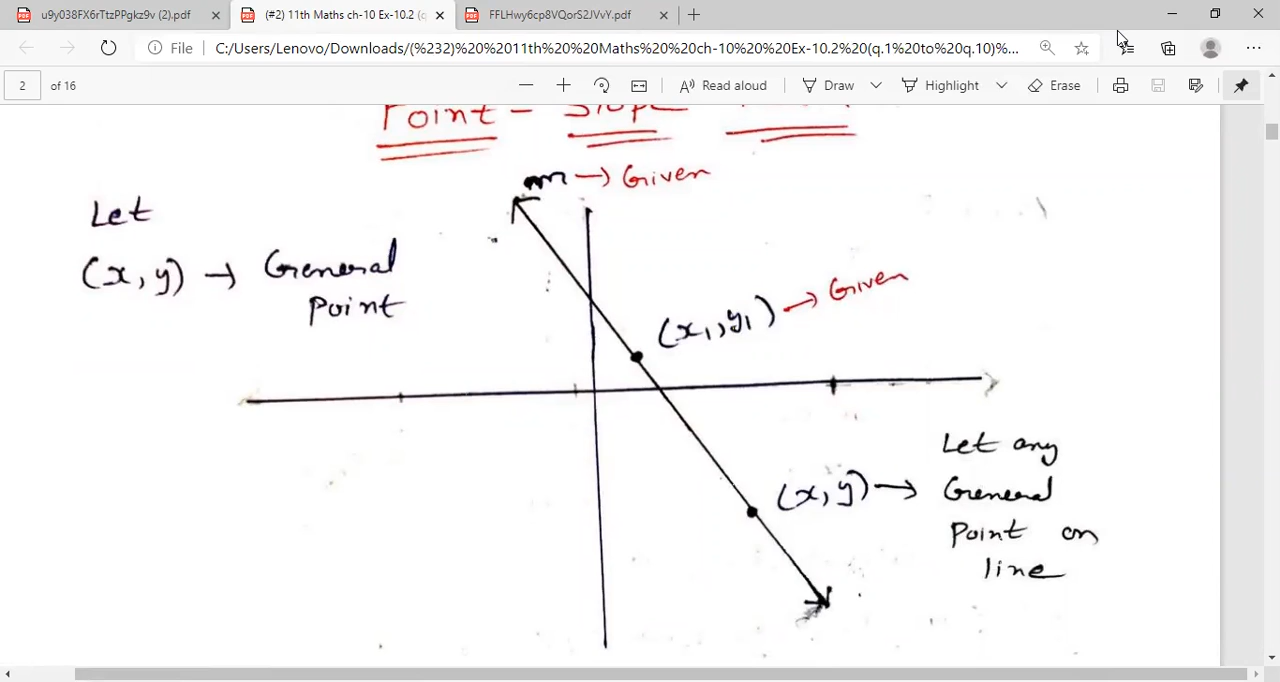 u9y038FX6rTtzPPgkz9v (2).pdf
(#2) 11th Maths ch-10 Ex-10.2 (q
FFLHwy6cp8VQorS2JVvY.pdf
File
C:/Users/Lenovo/Downloads/(%232)%20%2011th%20%20Maths%20%20ch-10%20%20Ex-10.2%20(q.1%20to%20q.10)%...
2 of 16
Read aloud
Draw
Highlight
Erase
Point - Slope
m → Given
Let
(x, y) → General
Point
(x₁, y₁) → Given
(x, y) → Let any
General
Point on
line